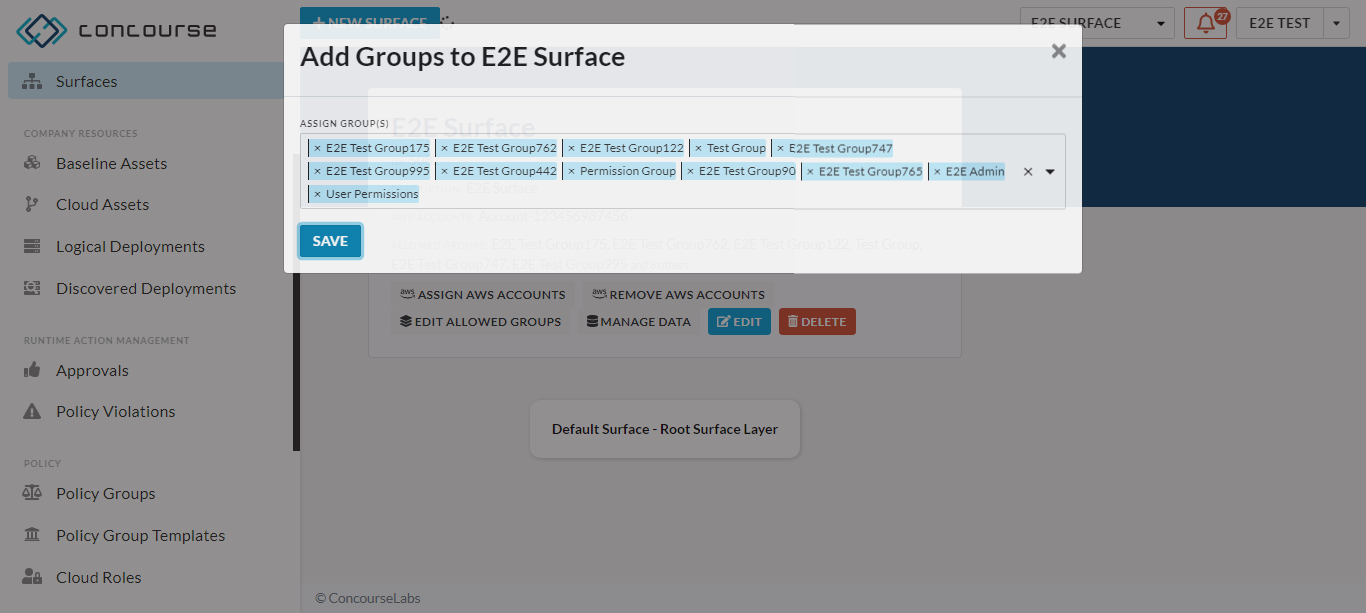 concourse
+ NEW SURFACE
E2E SURFACE
27
E2E TEST
Add Groups to E2E Surface
×
Surfaces
COMPANY RESOURCES
Baseline Assets
Cloud Assets
Logical Deployments
Discovered Deployments
RUNTIME ACTION MANAGEMENT
Approvals
Policy Violations
POLICY
Policy Groups
Policy Group Templates
Cloud Roles
ASSIGN GROUP(S)
E2E Surface
× E2E Test Group175 × E2E Test Group762 × E2E Test Group122 × Test Group × E2E Test Group747
× E2E Test Group995 × E2E Test Group442 × Permission Group × E2E Test Group90 × E2E Test Group765 × E2E Admin
× User Permissions
E2E Surface
Account-123456987456
SAVE
E2E Test Group175, E2E Test Group762, E2E Test Group122, Test Group,
E2E Test Group747, E2E Test Group995
aws ASSIGN AWS ACCOUNTS
aws REMOVE AWS ACCOUNTS
EDIT ALLOWED GROUPS
MANAGE DATA
EDIT
DELETE
Default Surface - Root Surface Layer
© ConcourseLabs